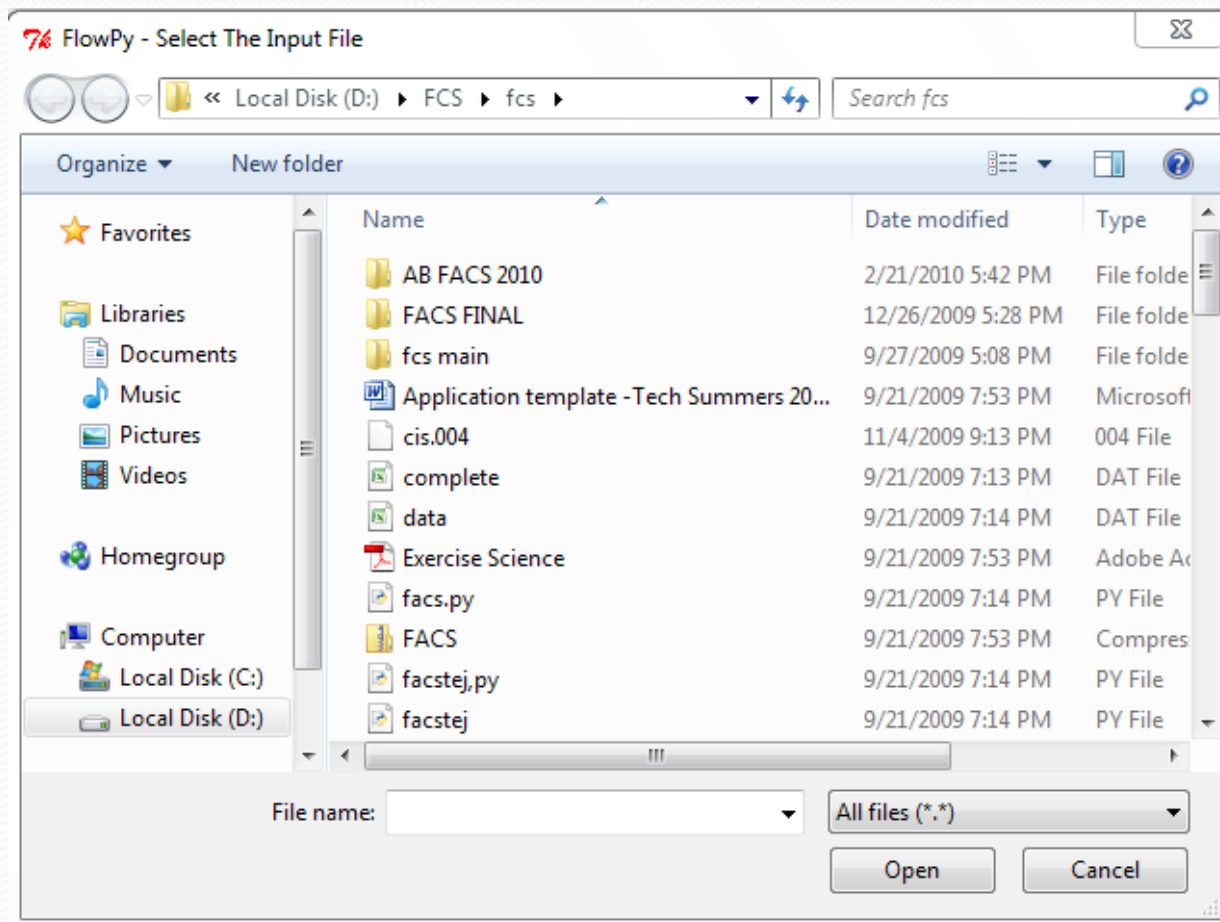 FlowPy - Select The Input File
« Local Disk (D:) FCS fcs
Search fcs
Organize New folder
Favorites
Libraries
Documents
Music
Pictures
Videos
Homegroup
Computer
Local Disk (C:)
Local Disk (D:)
Name Date modified Type
AB FACS 2010 2/21/2010 5:42 PM File folde
FACS FINAL 12/26/2009 5:28 PM File folde
fcs main 9/27/2009 5:08 PM File folde
Application template -Tech Summers 20... 9/21/2009 7:53 PM Microsoft
cis.004 11/4/2009 9:13 PM 004 File
complete 9/21/2009 7:13 PM DAT File
data 9/21/2009 7:14 PM DAT File
Exercise Science 9/21/2009 7:53 PM Adobe Ac
facs.py 9/21/2009 7:14 PM PY File
FACS 9/21/2009 7:53 PM Compres
facstej,py 9/21/2009 7:14 PM PY File
facstej 9/21/2009 7:14 PM PY File
File name: All files (*.*)
Open Cancel